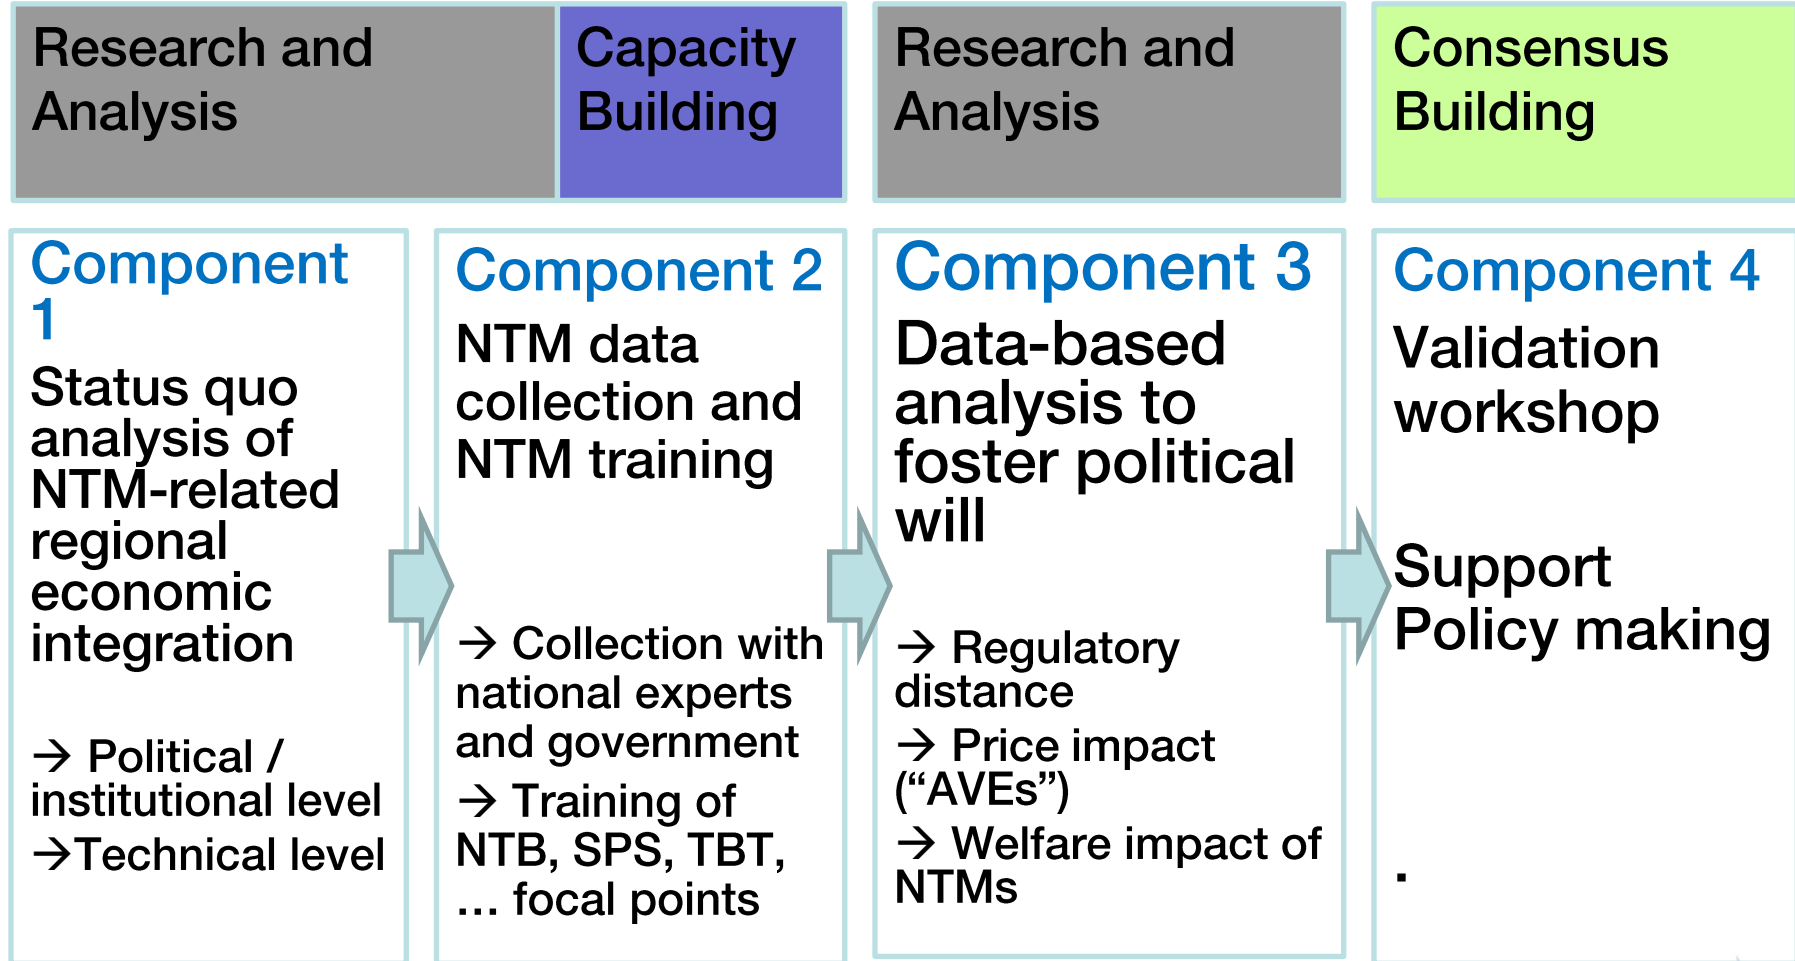 Research and
Analysis
Capacity
Building
Research and
Analysis
Consensus
Building
Component
1
Status quo
analysis of
NTM-related
regional
economic
integration
→ Political /
institutional level
→Technical level
Component 2
NTM data
collection and
NTM training
→ Collection with
national experts
and government
→ Training of
NTB, SPS, TBT,
... focal points
Component 3
Data-based
analysis to
foster political
will
→ Regulatory
distance
→ Price impact
(“AVEs”)
→ Welfare impact of
NTMs
Component 4
Validation
workshop
Support
Policy making
.